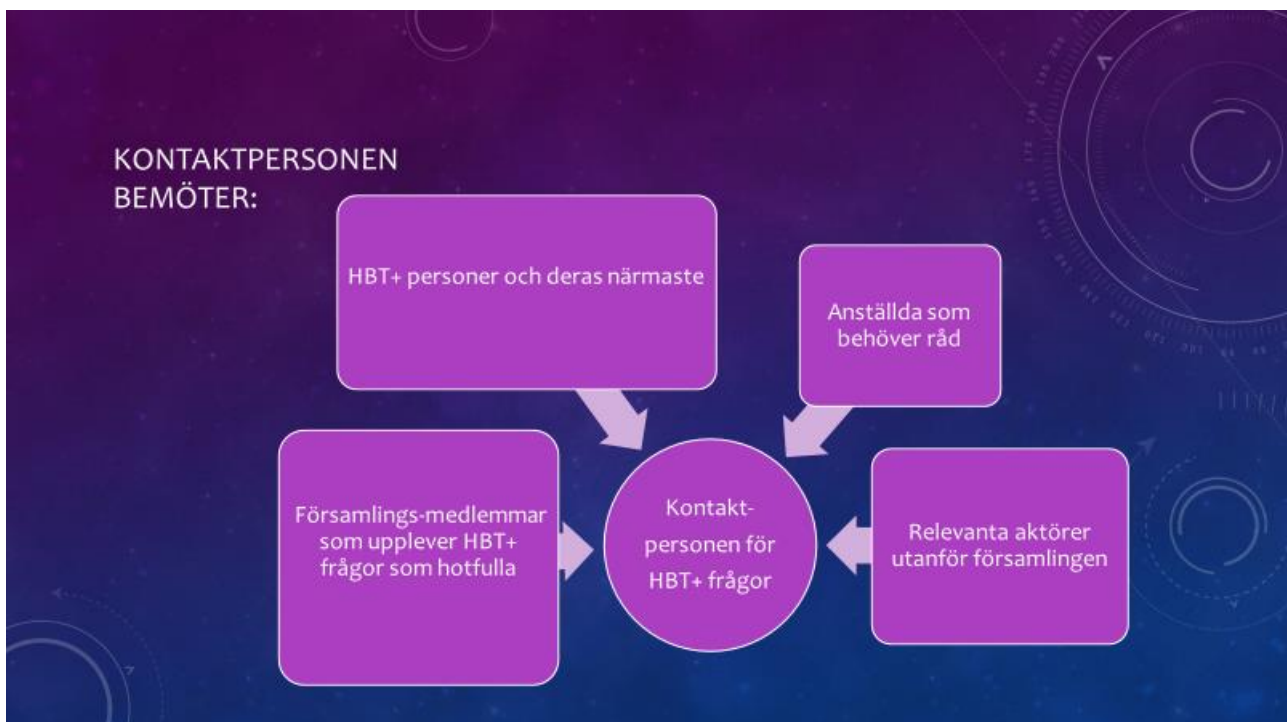 KONTAKTPERSONEN
BEMÖTER:
HBT+ personer och deras närmaste
Anställda som
behöver råd
Församlings-medlemmar
som upplever HBT+
frågor som hotfulla
Kontakt-
personen för
HBT+ frågor
Relevanta aktörer
utanför församlingen